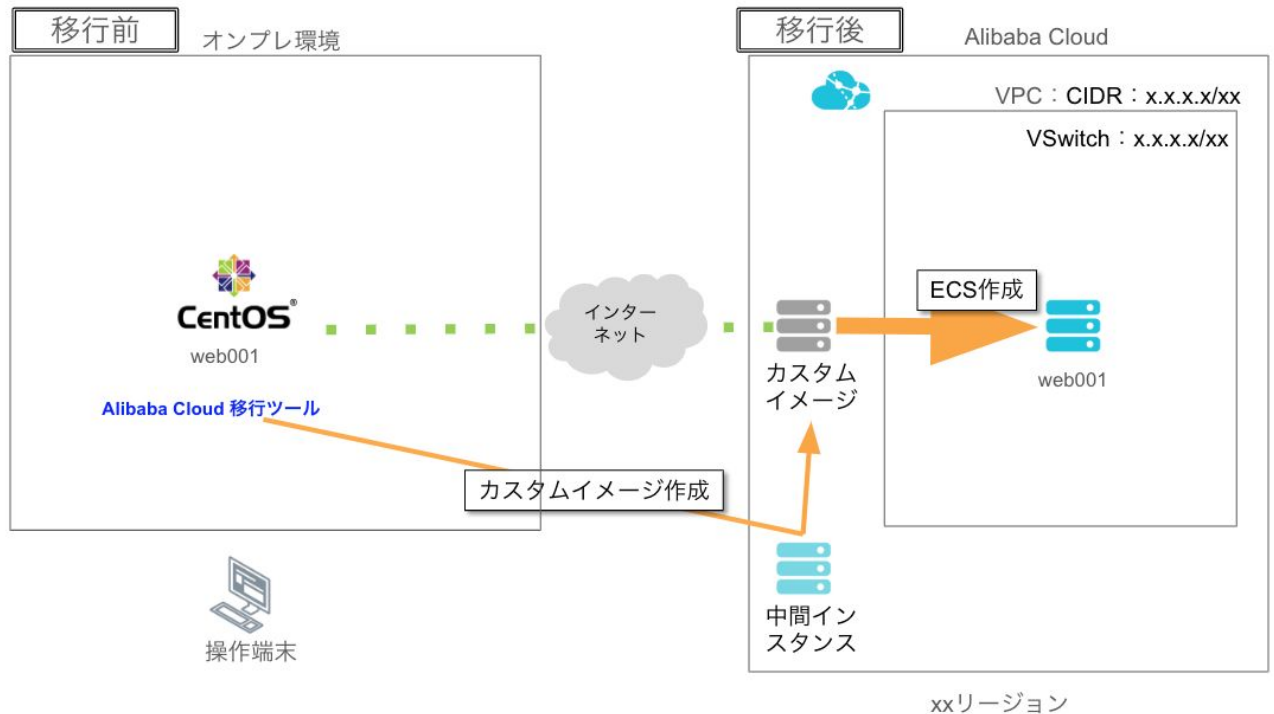 移行前
オンプレ環境
CentOS®
web001
Alibaba Cloud 移行ツール
操作端末
インター
ネット
カスタムイメージ作成
移行後
Alibaba Cloud
VPC：CIDR：x.x.x.x/xx
VSwitch：x.x.x.x/xx
ECS作成
カスタム
イメージ
web001
中間イン
スタンス
xxリージョン